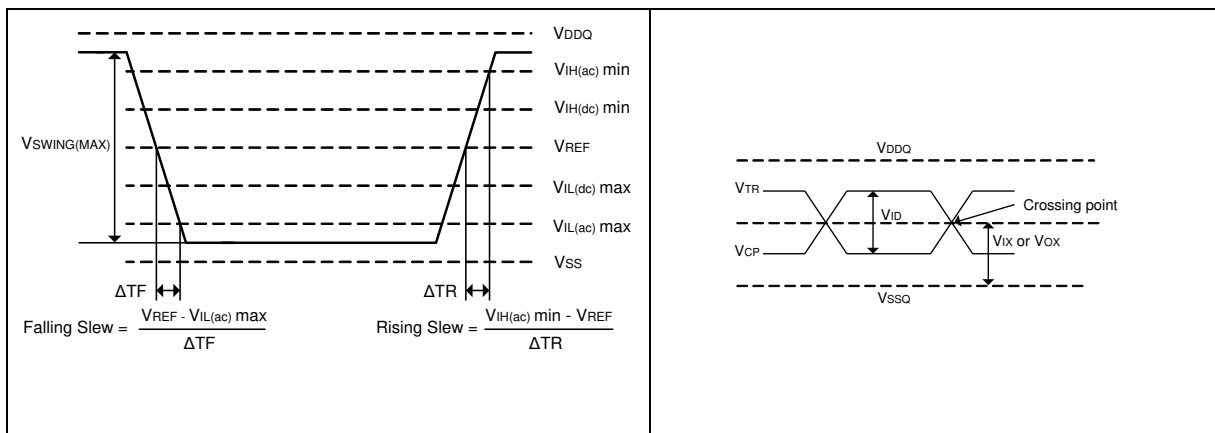 VDDQ
VIH(ac) min
VIH(dc) min
VSWING(MAX)
VREF
VIL(dc) max
VIL(ac) max
VSS
ΔTF
ΔTR
Falling Slew = VREF - VIL(ac) max
ΔTF
Rising Slew = VIH(ac) min - VREF
ΔTR
VDDQ
VTR
VID
Crossing point
VIX or VOX
VCP
VSSQ